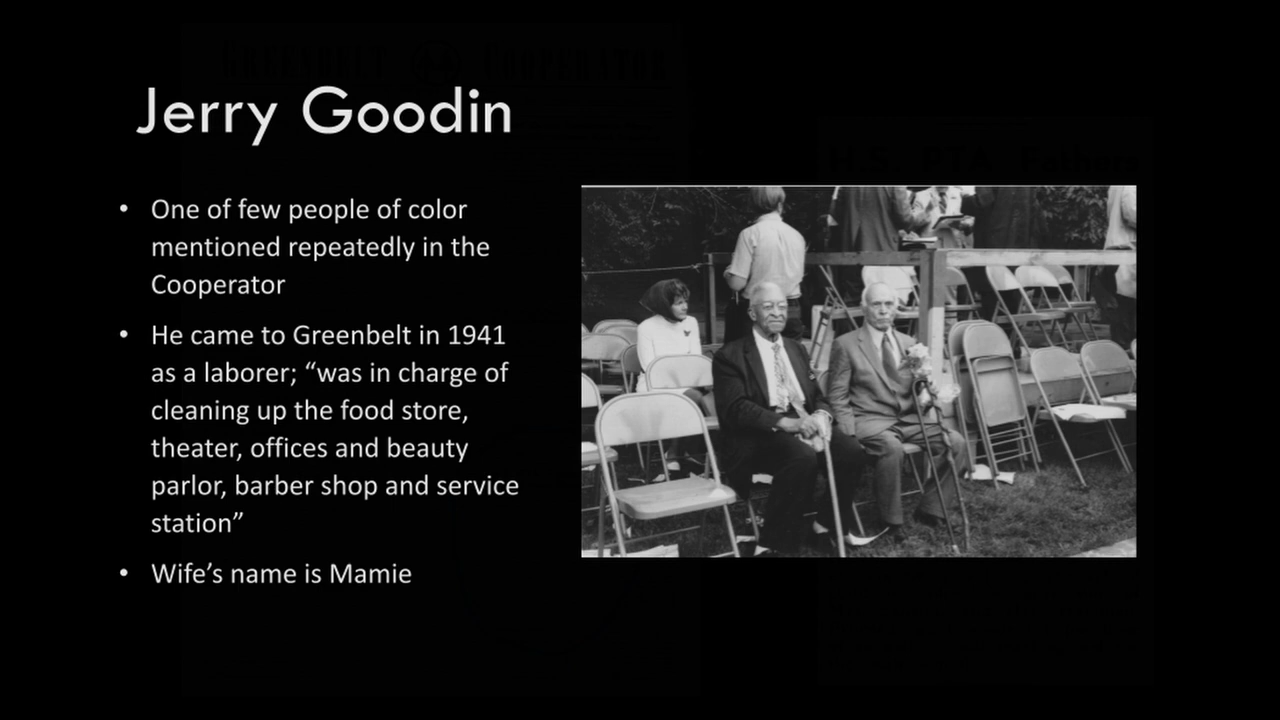 Jerry Goodin
• One of few people of color
mentioned repeatedly in the
Cooperator
• He came to Greenbelt in 1941
as a laborer; “was in charge of
cleaning up the food store,
theater, offices and beauty
parlor, barber shop and service
station”
• Wife’s name is Mamie